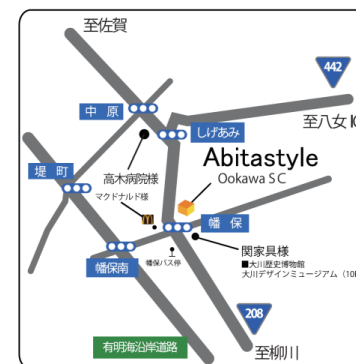 至佐賀
442
中原
至八女IC
しげあみ
Abitastyle
Ookawa SC
高木病院様
堤町
マクドナルド様
幡保
関家具様
■大川歴史博物館
大川デザインミュージアム（10
幡保バス停
幡保南
208
有明海沿岸道路
至柳川